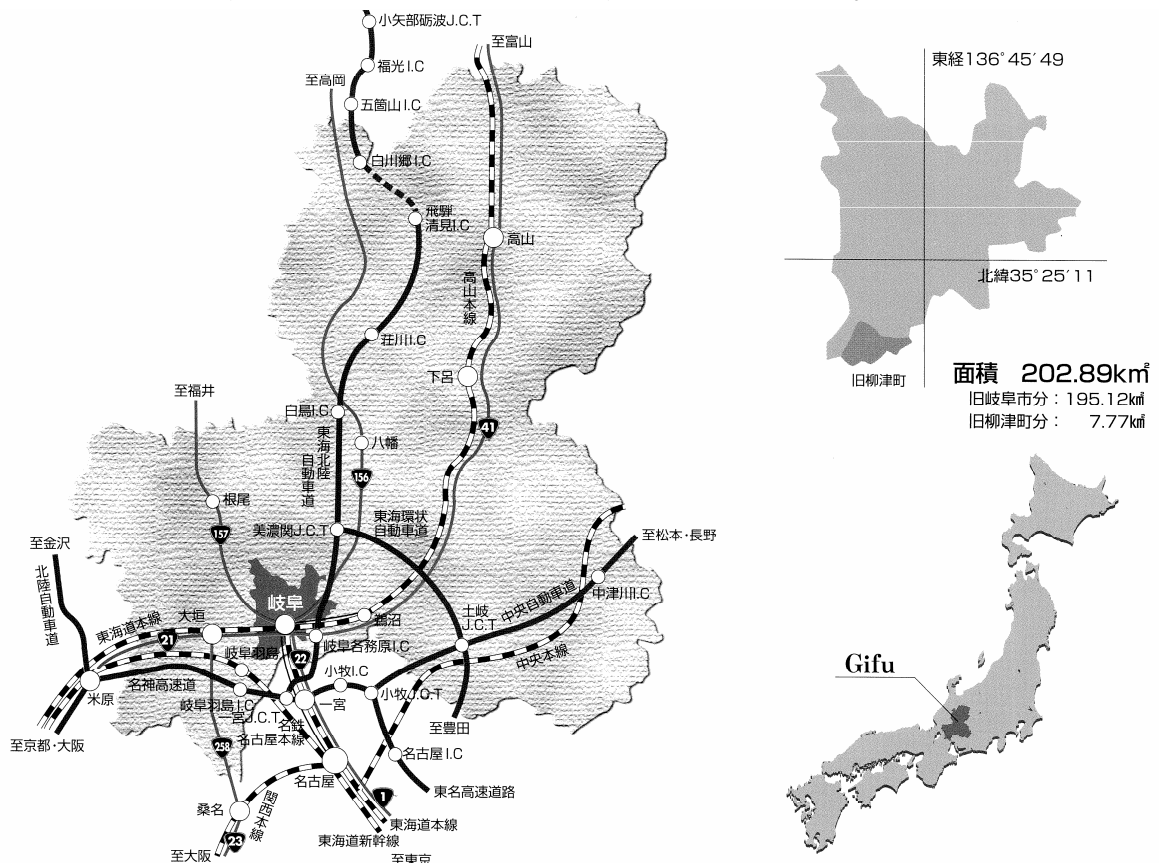 小矢部砺波J.C.T
至富山
福光I.C
至高岡
五箇山I.C
白川郷I.C
飛騨
清見I.C
高山
高山本線
荘川I.C
下呂
至福井
白鳥I.C
41
八幡
東海北陸
自動車道
156
根尾
東海環状
自動車道
美濃関J.C.T
157
至松本・長野
至金沢
北陸自動車道
中津川I.C
中央自動車道
岐阜
土岐
J.C.T
大垣
鵜沼
東海道本線
21
岐阜各務原I.C
中央本線
岐阜羽島
22
小牧I.C
名神高速道
米原
岐阜羽島I.C
一宮
小牧J.C.T
宮J.C.T
至豊田
名鉄
名古屋本線
至京都・大阪
258
名古屋I.C
名古屋
東名高速道路
桑名
関西本線
1
東海道本線
23
東海道新幹線
至大阪
至東京
東経136°45′49
北緯35°25′11
旧柳津町
面積 202.89k㎡
旧岐阜市分：195.12k㎡
旧柳津町分： 7.77k㎡
Gifu